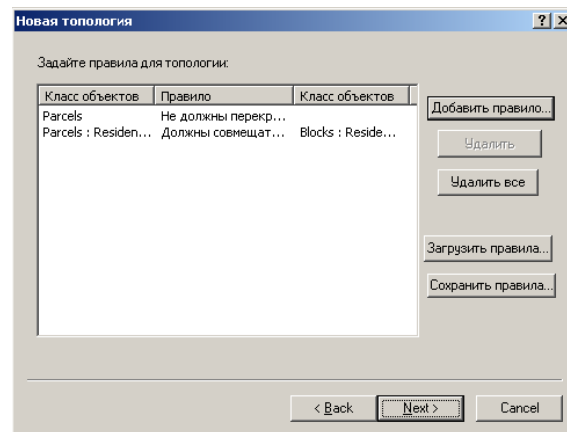 Новая топология
Задайте правила для топологии:
Класс объектов Правило Класс объектов
Parcels Не должны перекр...
Parcels : Residen... Должны совмещат... Blocks : Reside...
Добавить правило...
Удалить
Удалить все
Загрузить правила...
Сохранить правила...
< Back Next > Cancel